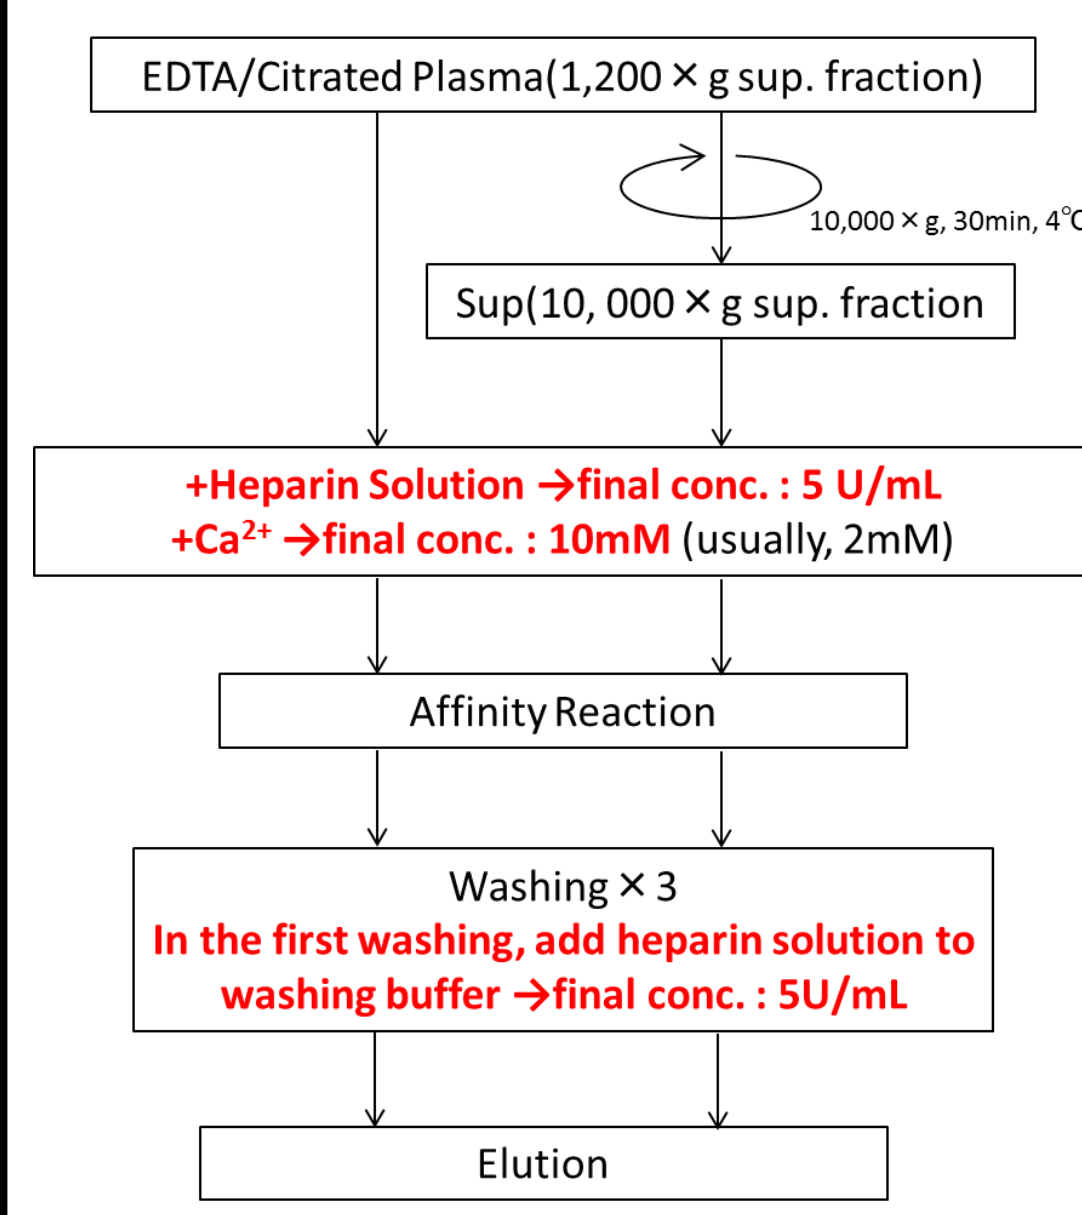 EDTA/Citrated Plasma(1,200 × g sup. fraction)
10,000 × g, 30min, 4℃
Sup(10, 000 × g sup. fraction
+Heparin Solution →final conc. : 5 U/mL
+Ca²⁺ →final conc. : 10mM (usually, 2mM)
Affinity Reaction
Washing × 3
In the first washing, add heparin solution to
washing buffer →final conc. : 5U/mL
Elution